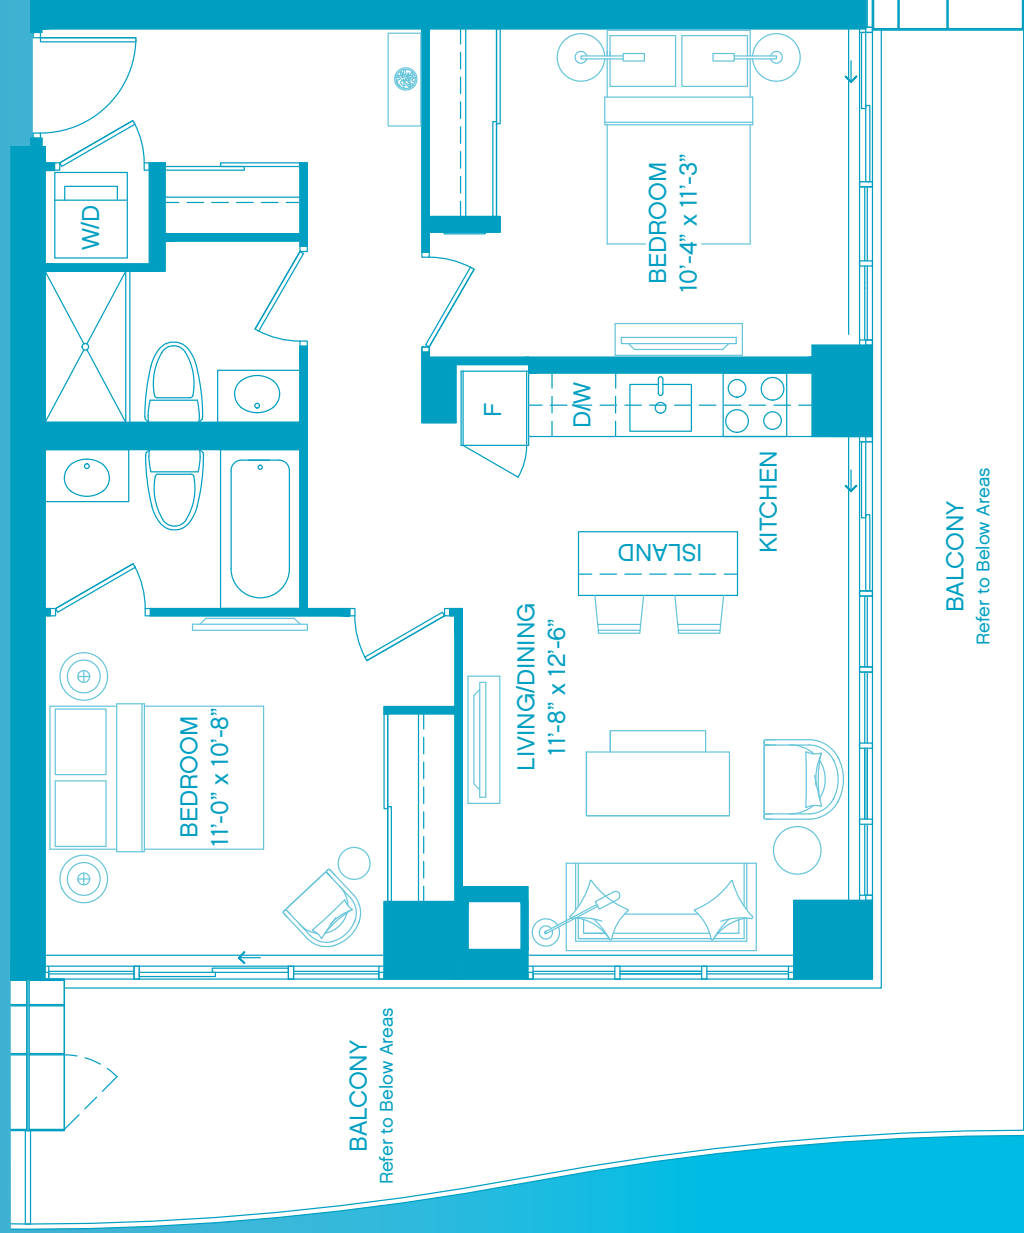 W/D
BEDROOM
10'-4” x 11'-3”
F
D/W
KITCHEN
ISLAND
LIVING/DINING
11'-8” x 12'-6”
BEDROOM
11'-0” x 10'-8”
BALCONY
Refer to Below Areas
BALCONY
Refer to Below Areas